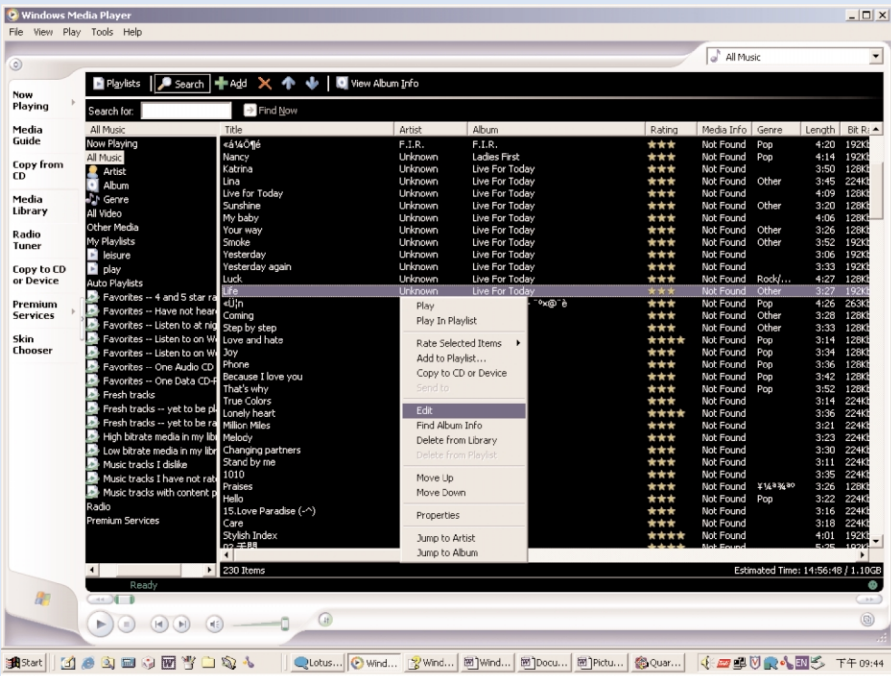 Windows Media Player
File View Play Tools Help
All Music
Now Playing
Media Guide
Copy from CD
Media Library
Radio Tuner
Copy to CD or Device
Premium Services
Skin Chooser
Playlists Search Add View Album Info
Search for: Find Now
All Music
Now Playing
All Music
Artist
Album
Genre
All Video
Other Media
My Playlists
leisure
play
Auto Playlists
Favorites -- 4 and 5 star ra
Favorites -- Have not hear
Favorites -- Listen to at nig
Favorites -- Listen to on W
Favorites -- Listen to on W
Favorites -- One Audio CD
Favorites -- One Data CD-
Fresh tracks
Fresh tracks -- yet to be pl
Fresh tracks -- yet to be ra
High bitrate media in my lib
Low bitrate media in my libr
Music tracks I dislike
Music tracks I have not rat
Music tracks with content p
Radio
Premium Services
Title Artist Album Rating Media Info Genre Length Bit R
F.I.R. F.I.R. Not Found Pop 4:20 192K
Nancy Unknown Ladies First Not Found Pop 4:14 192K
Katrina Unknown Live For Today Not Found 3:50 128K
Lina Unknown Live For Today Not Found Other 3:45 224K
Live for Today Unknown Live For Today Not Found 4:09 128K
Sunshine Unknown Live For Today Not Found Other 3:20 128K
My baby Unknown Live For Today Not Found 4:06 128K
Your way Unknown Live For Today Not Found Other 3:26 128K
Smoke Unknown Live For Today Not Found Other 3:52 128K
Yesterday Unknown Live For Today Not Found 3:06 192K
Yesterday again Unknown Live For Today Not Found 3:33 192K
Luck Unknown Live For Today Not Found Rock/... 4:27 128K
Life Unknown Live For Today Not Found Other 3:27 192K
Not Found Pop 4:26 263K
Coming Not Found Other 3:28 128K
Step by step Not Found Other 3:33 128K
Love and hate Not Found Pop 3:14 128K
Joy Not Found Pop 3:34 128K
Phone Not Found Pop 3:36 128K
Because I love you Not Found Pop 3:42 128K
That's why Not Found Pop 3:52 128K
True Colors Not Found 3:14 224K
Lonely heart Not Found 3:36 224K
Million Miles Not Found 3:21 224K
Melody Not Found 3:23 224K
Changing partners Not Found 3:30 224K
Stand by me Not Found 3:11 224K
1010 Not Found 3:35 224K
Praises Not Found 3:26 128K
Hello Not Found Pop 3:22 224K
15.Love Paradise (-^) Not Found 3:16 224K
Care Not Found 3:18 224K
Stylish Index Not Found 4:01 192K
Play
Play In Playlist
Rate Selected Items
Add to Playlist...
Copy to CD or Device
Send to
Edit
Find Album Info
Delete from Library
Delete from Playlist
Move Up
Move Down
Properties
Jump to Artist
Jump to Album
230 Items Estimated Time: 14:56:48 / 1.10GB
Ready
Start Lotus... Wind... Wind... Wind... Docu... Pictu... Quar... EN 下午 09:44